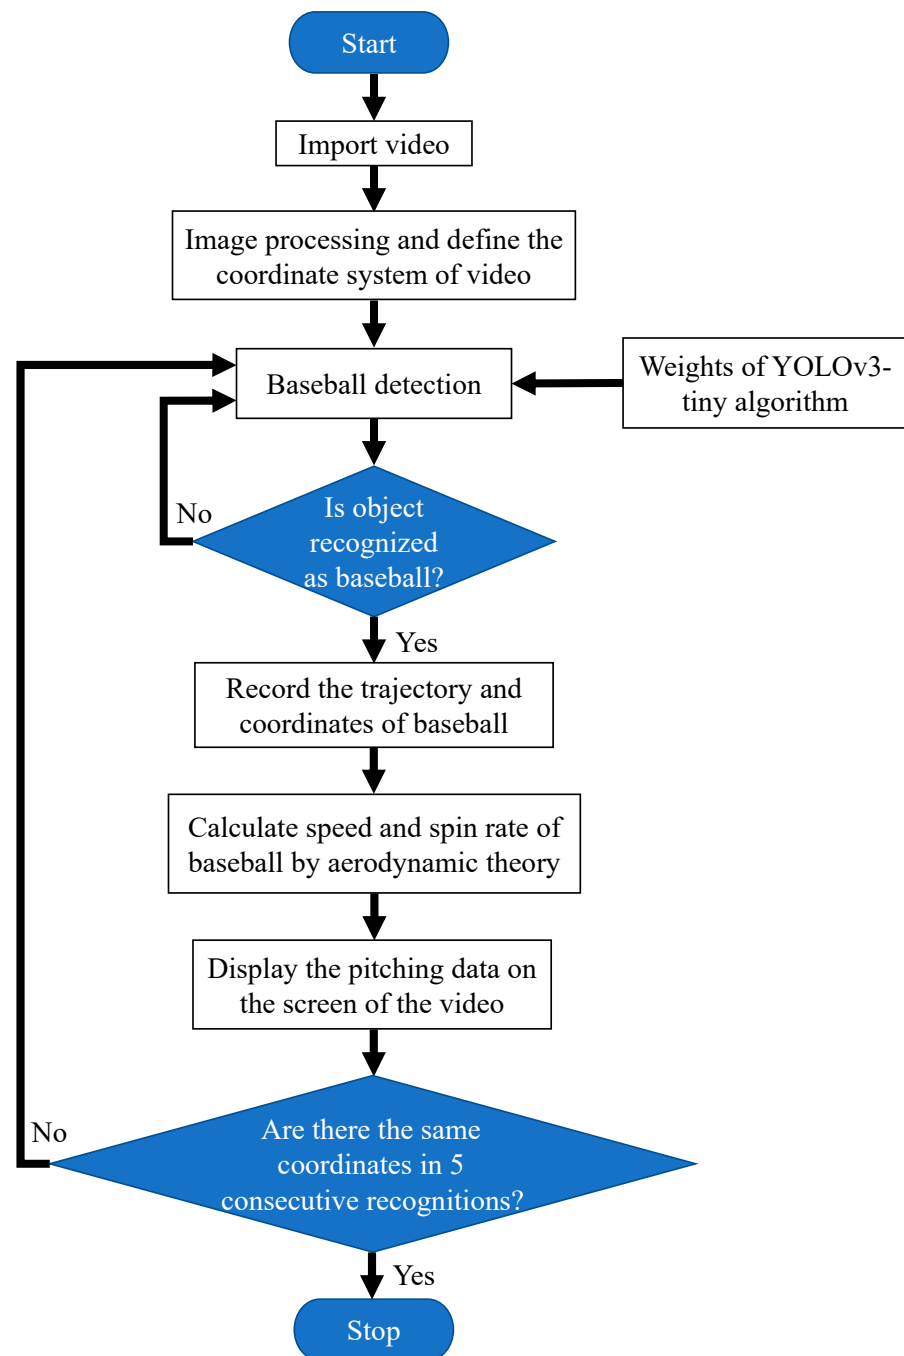 Start
Import video
Image processing and define the
coordinate system of video
Baseball detection
Weights of YOLOv3-
tiny algorithm
No
Is object
recognized
as baseball?
Yes
Record the trajectory and
coordinates of baseball
Calculate speed and spin rate of
baseball by aerodynamic theory
Display the pitching data on
the screen of the video
No
Are there the same
coordinates in 5
consecutive recognitions?
Yes
Stop